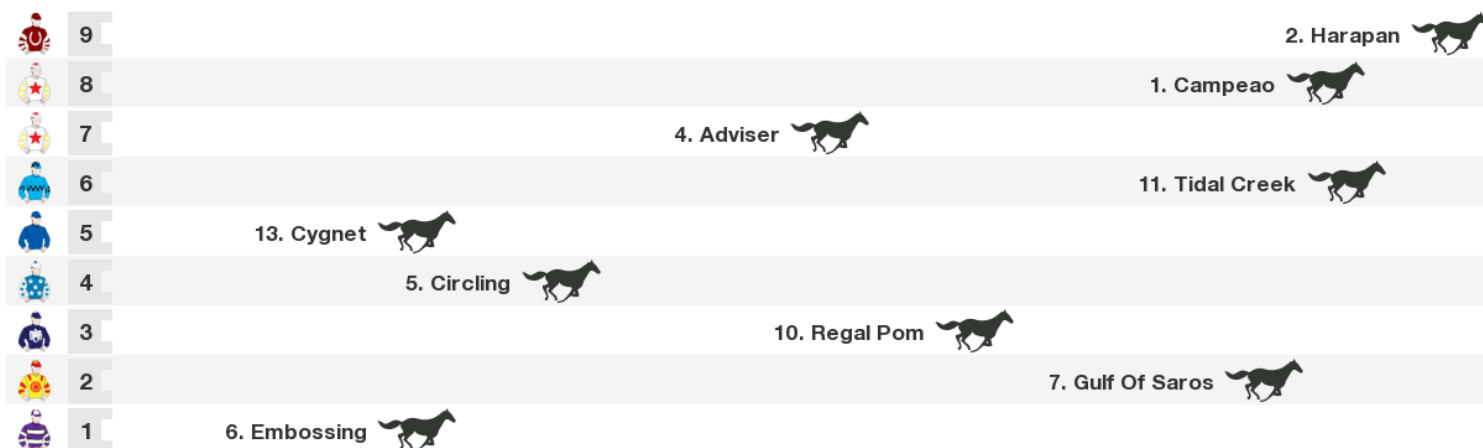 9 2. Harapan
8 1. Campeao
7 4. Adviser
6 11. Tidal Creek
5 13. Cygnet
4 5. Circling
3 10. Regal Pom
2 7. Gulf Of Saros
1 6. Embossing